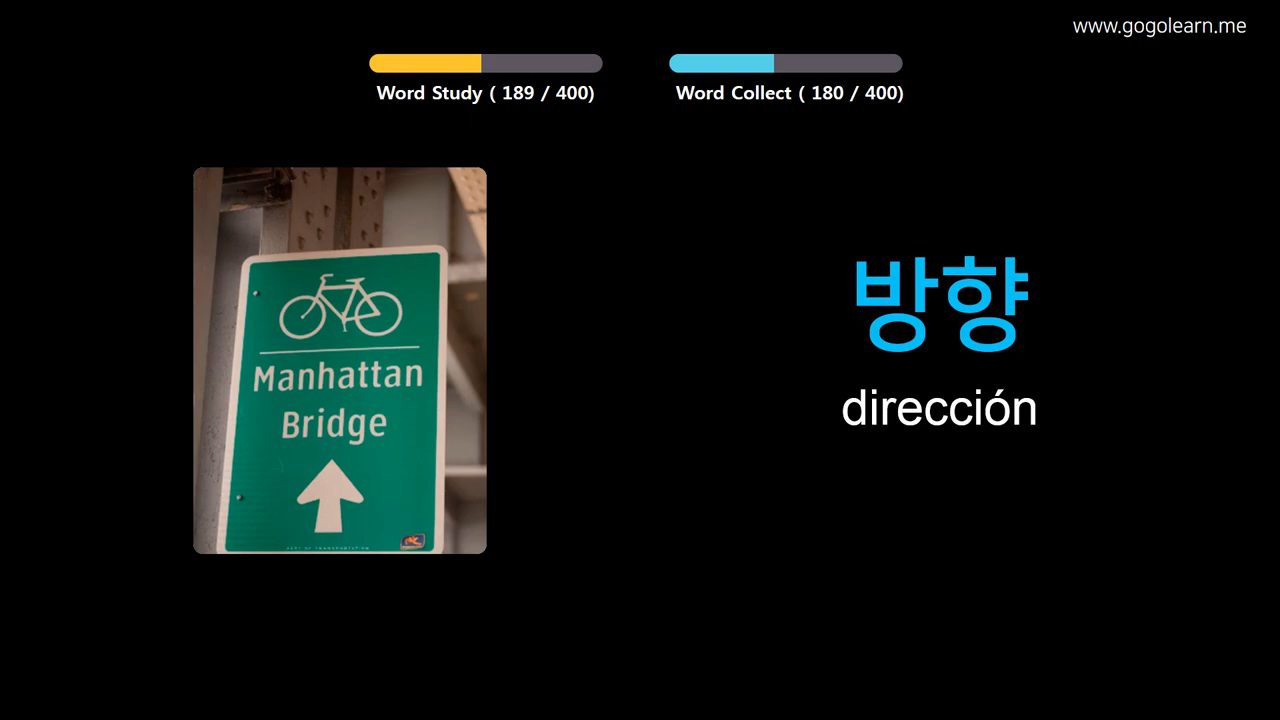 www.gogolearn.me
Word Study ( 189 / 400)
Word Collect ( 180 / 400)
Manhattan
Bridge
방향
dirección